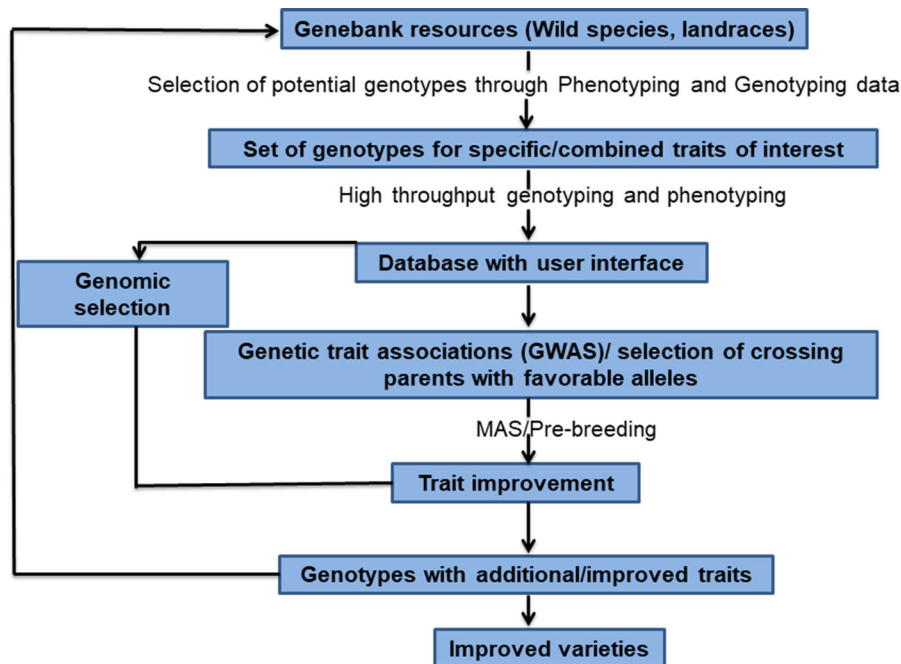 Genebank resources (Wild species, landraces)
Selection of potential genotypes through Phenotyping and Genotyping data
Set of genotypes for specific/combined traits of interest
High throughput genotyping and phenotyping
Database with user interface
Genomic
selection
Genetic trait associations (GWAS)/ selection of crossing
parents with favorable alleles
MAS/Pre-breeding
Trait improvement
Genotypes with additional/improved traits
Improved varieties